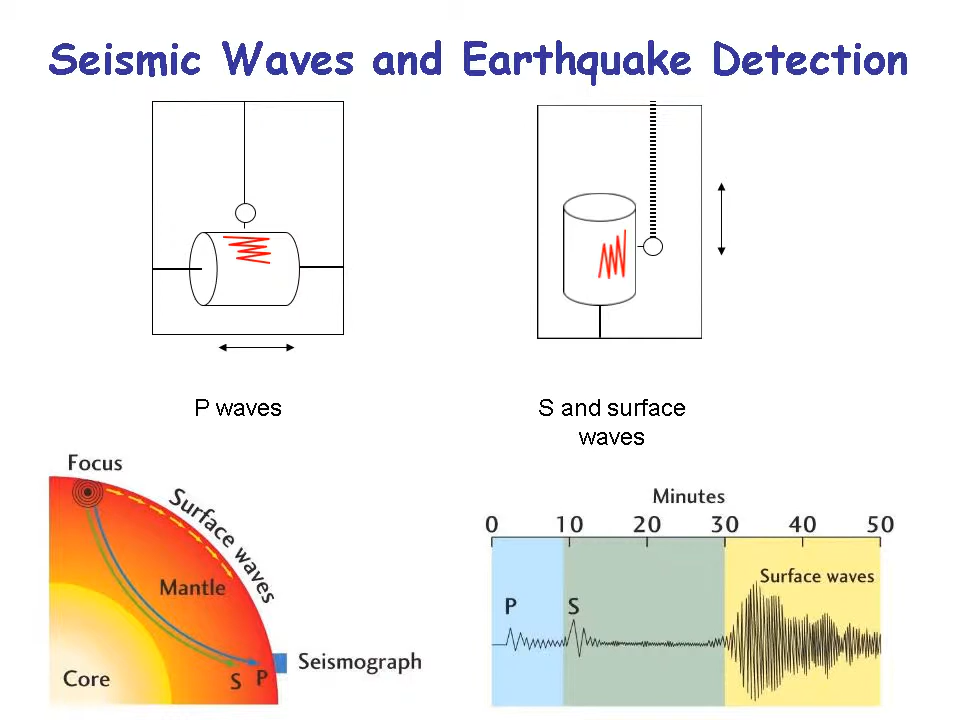 Seismic Waves and Earthquake Detection
P waves
S and surface
waves
Focus
Surface waves
Mantle
Core
S P
Seismograph
Minutes
0 10 20 30 40 50
Surface waves
P S